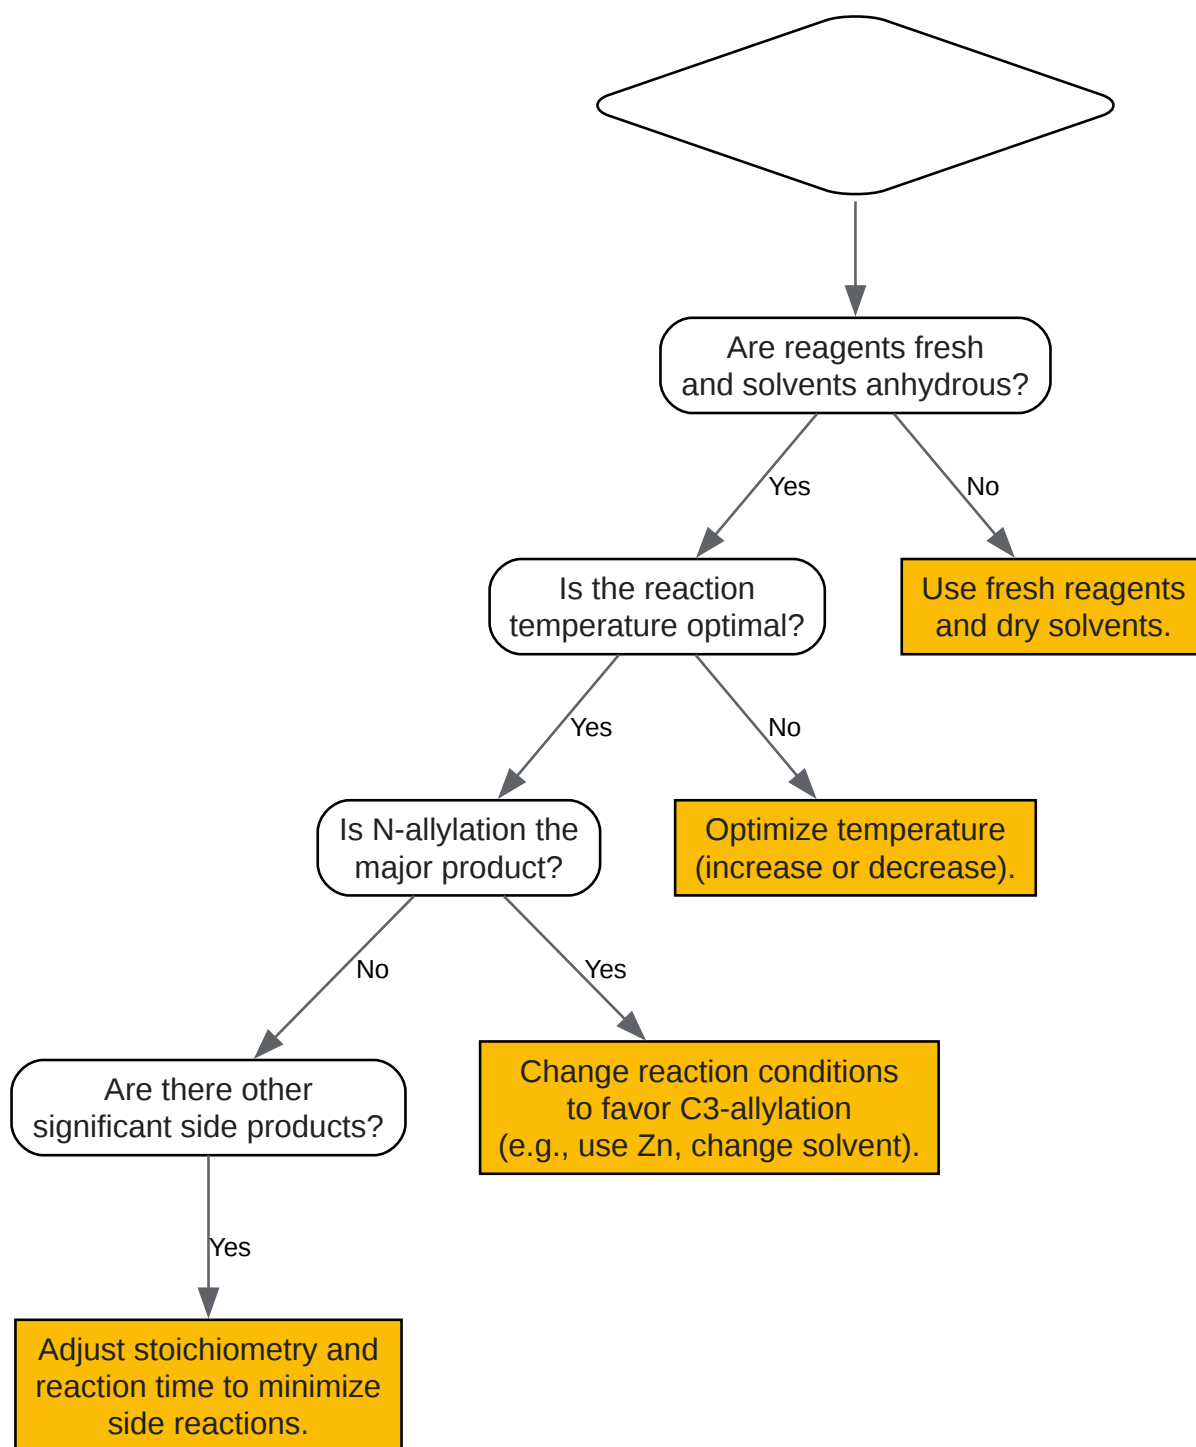 Are reagents fresh
and solvents anhydrous?
Yes
No
Is the reaction
temperature optimal?
Use fresh reagents
and dry solvents.
Yes
No
Is N-allylation the
major product?
Optimize temperature
(increase or decrease).
No
Yes
Are there other
significant side products?
Change reaction conditions
to favor C3-allylation
(e.g., use Zn, change solvent).
Yes
Adjust stoichiometry and
reaction time to minimize
side reactions.